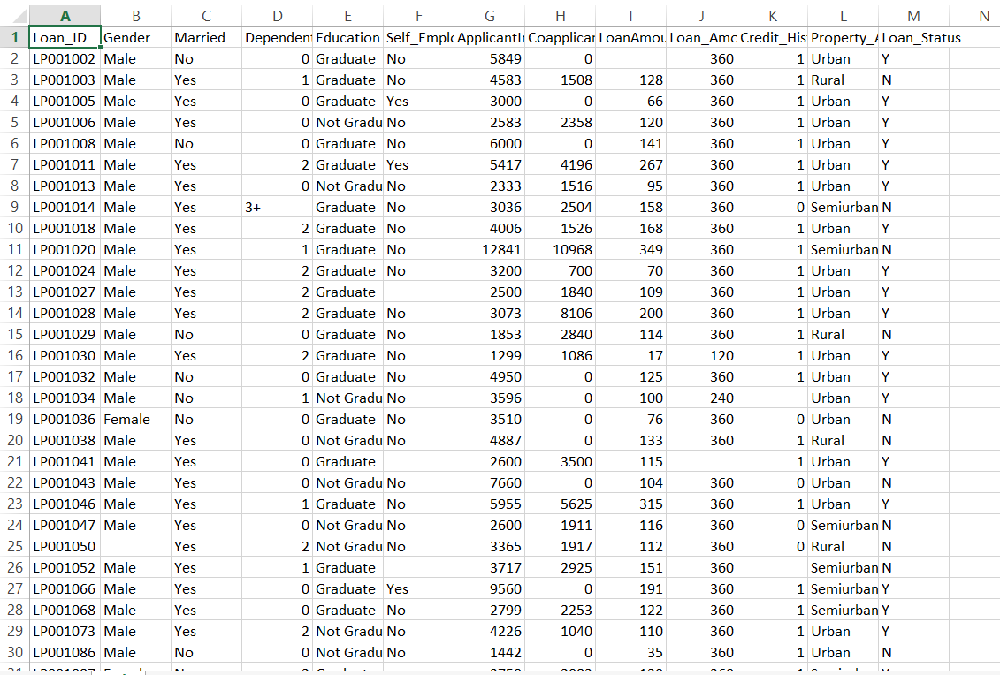 A B C D E F G H I J K L M N
1 Loan_ID Gender Married Dependent Education Self_Emplo ApplicantIn Coapplican LoanAmou Loan_Amo Credit_His Property_A Loan_Status
2 LP001002 Male No 0 Graduate No 5849 0 360 1 Urban Y
3 LP001003 Male Yes 1 Graduate No 4583 1508 128 360 1 Rural N
4 LP001005 Male Yes 0 Graduate Yes 3000 0 66 360 1 Urban Y
5 LP001006 Male Yes 0 Not Gradu No 2583 2358 120 360 1 Urban Y
6 LP001008 Male No 0 Graduate No 6000 0 141 360 1 Urban Y
7 LP001011 Male Yes 2 Graduate Yes 5417 4196 267 360 1 Urban Y
8 LP001013 Male Yes 0 Not Gradu No 2333 1516 95 360 1 Urban Y
9 LP001014 Male Yes 3+ Graduate No 3036 2504 158 360 0 Semiurban N
10 LP001018 Male Yes 2 Graduate No 4006 1526 168 360 1 Urban Y
11 LP001020 Male Yes 1 Graduate No 12841 10968 349 360 1 Semiurban N
12 LP001024 Male Yes 2 Graduate No 3200 700 70 360 1 Urban Y
13 LP001027 Male Yes 2 Graduate 2500 1840 109 360 1 Urban Y
14 LP001028 Male Yes 2 Graduate No 3073 8106 200 360 1 Urban Y
15 LP001029 Male No 0 Graduate No 1853 2840 114 360 1 Rural N
16 LP001030 Male Yes 2 Graduate No 1299 1086 17 120 1 Urban Y
17 LP001032 Male No 0 Graduate No 4950 0 125 360 1 Urban Y
18 LP001034 Male No 1 Not Gradu No 3596 0 100 240 Urban Y
19 LP001036 Female No 0 Graduate No 3510 0 76 360 0 Urban N
20 LP001038 Male Yes 0 Not Gradu No 4887 0 133 360 1 Rural N
21 LP001041 Male Yes 0 Graduate 2600 3500 115 1 Urban Y
22 LP001043 Male Yes 0 Not Gradu No 7660 0 104 360 0 Urban N
23 LP001046 Male Yes 1 Graduate No 5955 5625 315 360 1 Urban Y
24 LP001047 Male Yes 0 Not Gradu No 2600 1911 116 360 0 Semiurban N
25 LP001050 Yes 2 Not Gradu No 3365 1917 112 360 0 Rural N
26 LP001052 Male Yes 1 Graduate 3717 2925 151 360 Semiurban N
27 LP001066 Male Yes 0 Graduate Yes 9560 0 191 360 1 Semiurban Y
28 LP001068 Male Yes 0 Graduate No 2799 2253 122 360 1 Semiurban Y
29 LP001073 Male Yes 2 Not Gradu No 4226 1040 110 360 1 Urban Y
30 LP001086 Male No 0 Not Gradu No 1442 0 35 360 1 Urban N